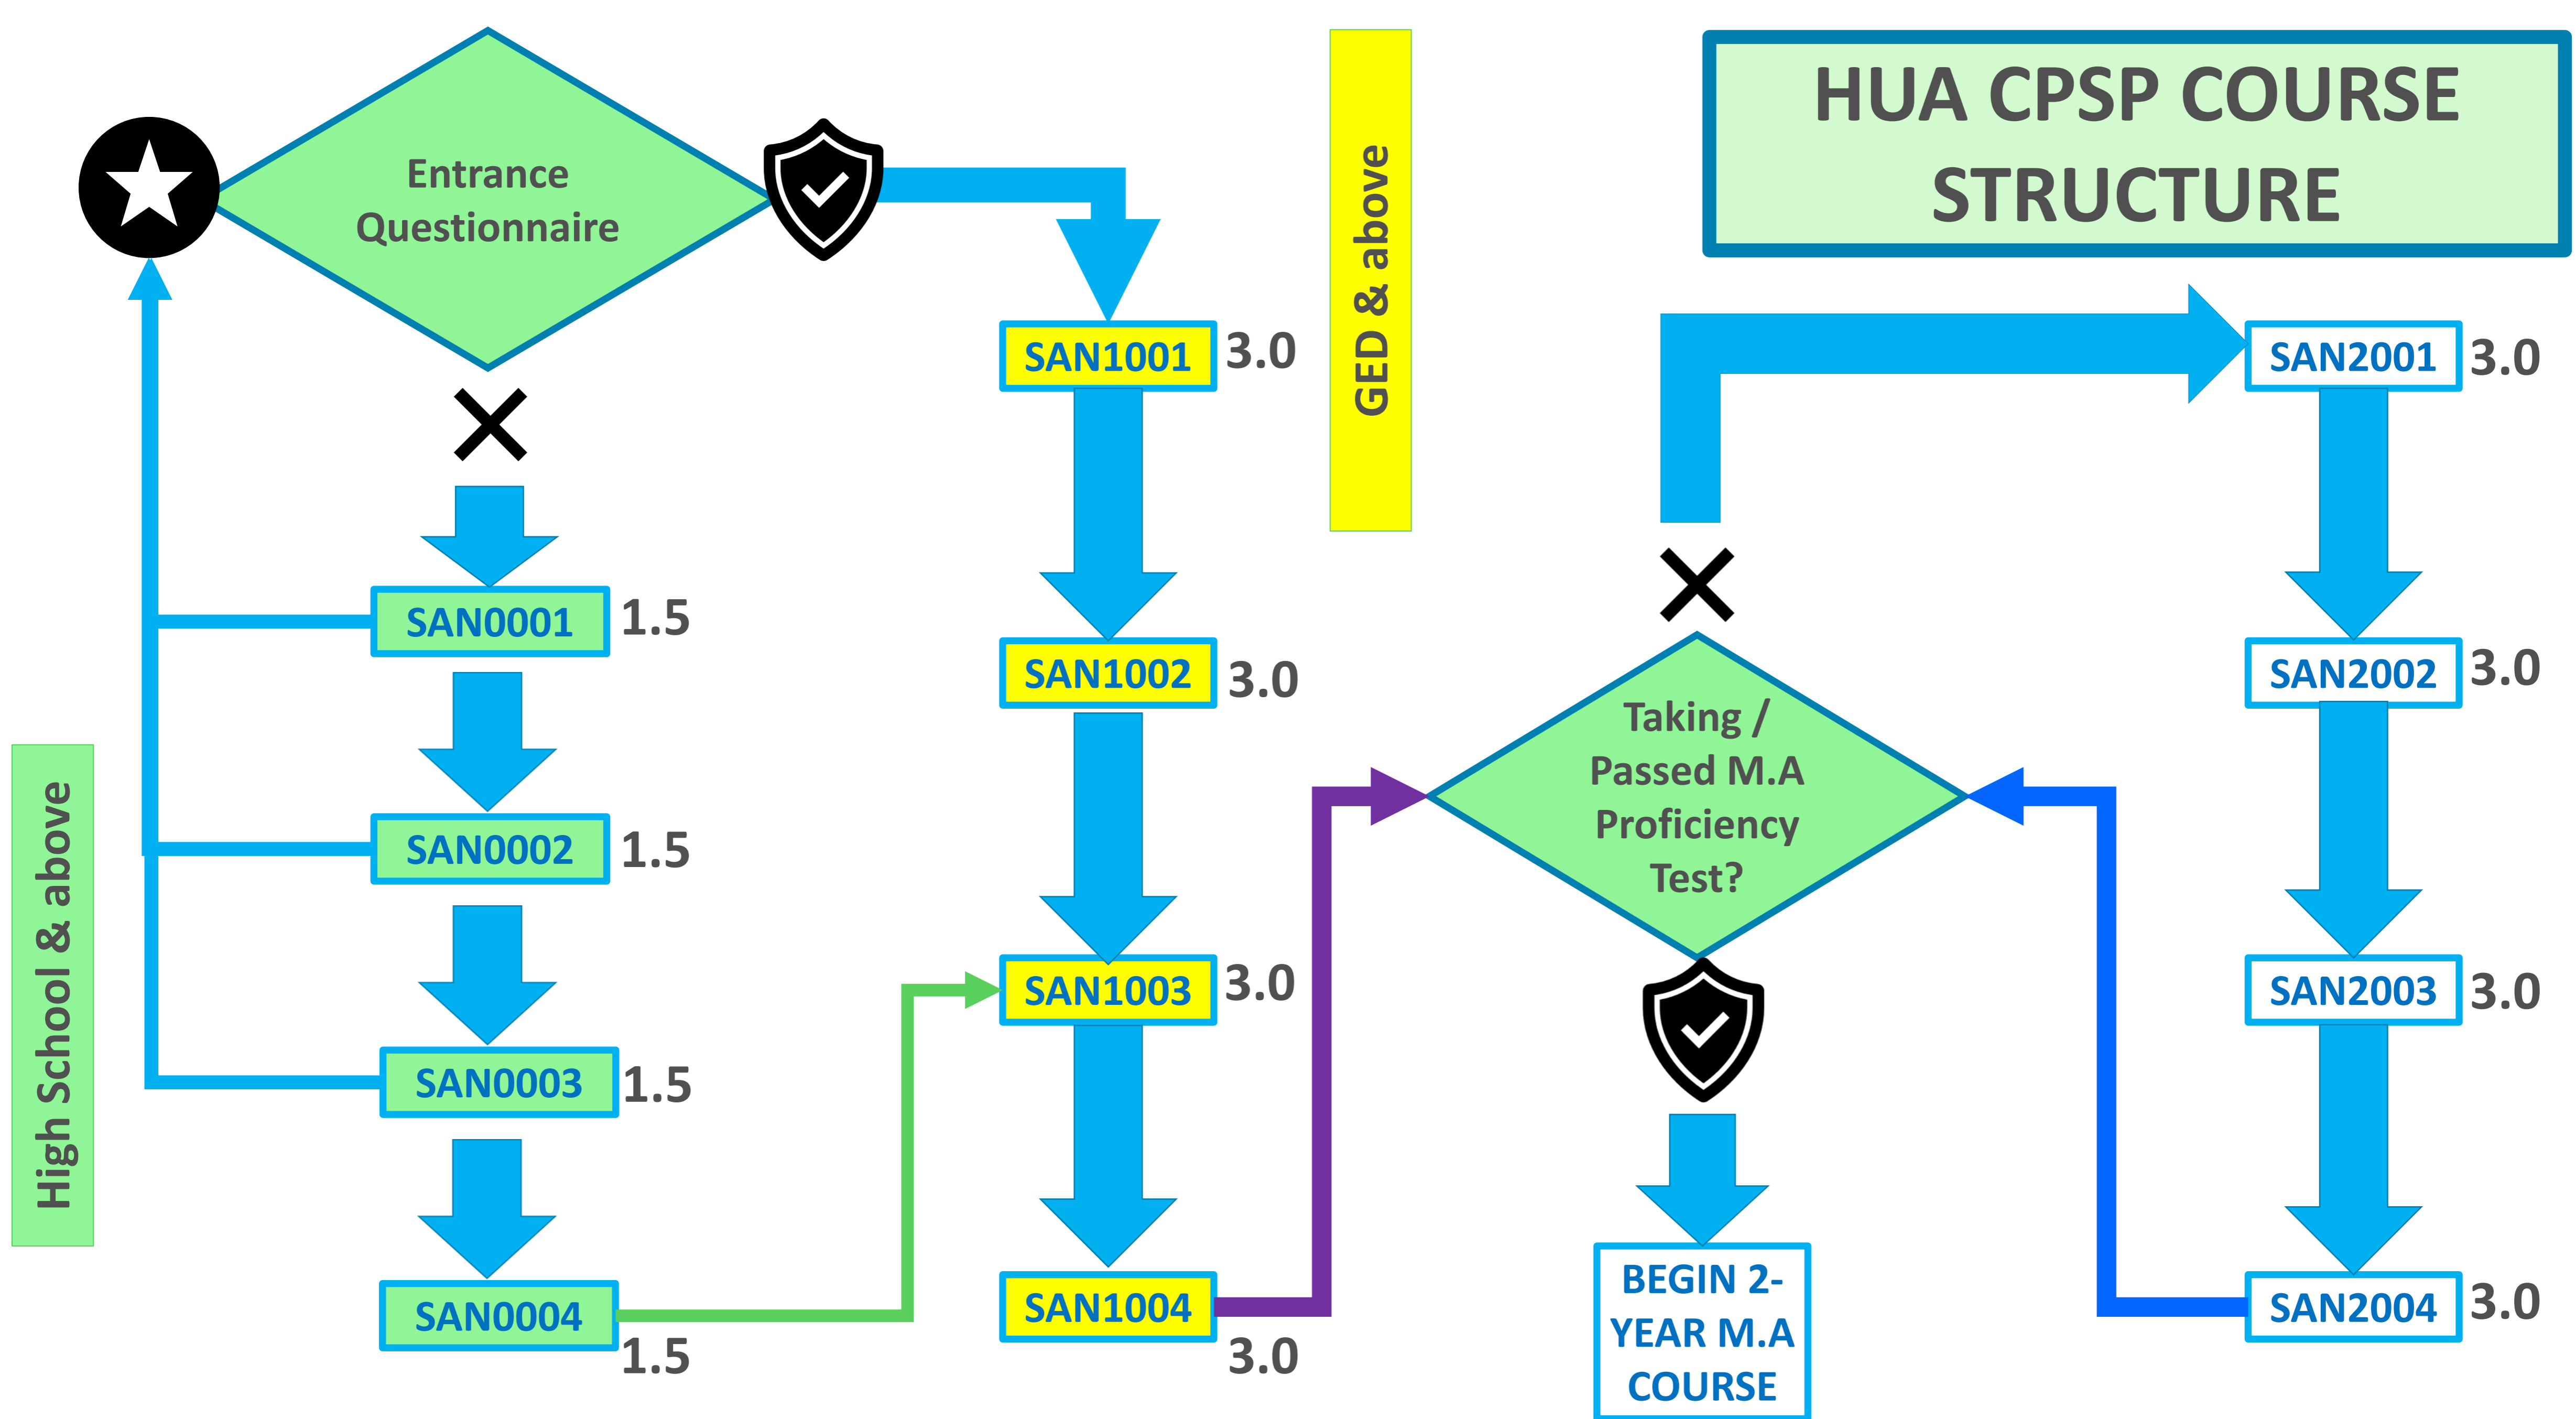 HUA CPSP COURSE
STRUCTURE
Entrance
Questionnaire
High School & above
SAN0001
1.5
SAN0002
1.5
SAN0003
1.5
SAN0004
1.5
GED & above
SAN1001
3.0
SAN1002
3.0
SAN1003
3.0
SAN1004
3.0
Taking /
Passed M.A
Proficiency
Test?
BEGIN 2-
YEAR M.A
COURSE
SAN2001
3.0
SAN2002
3.0
SAN2003
3.0
SAN2004
3.0